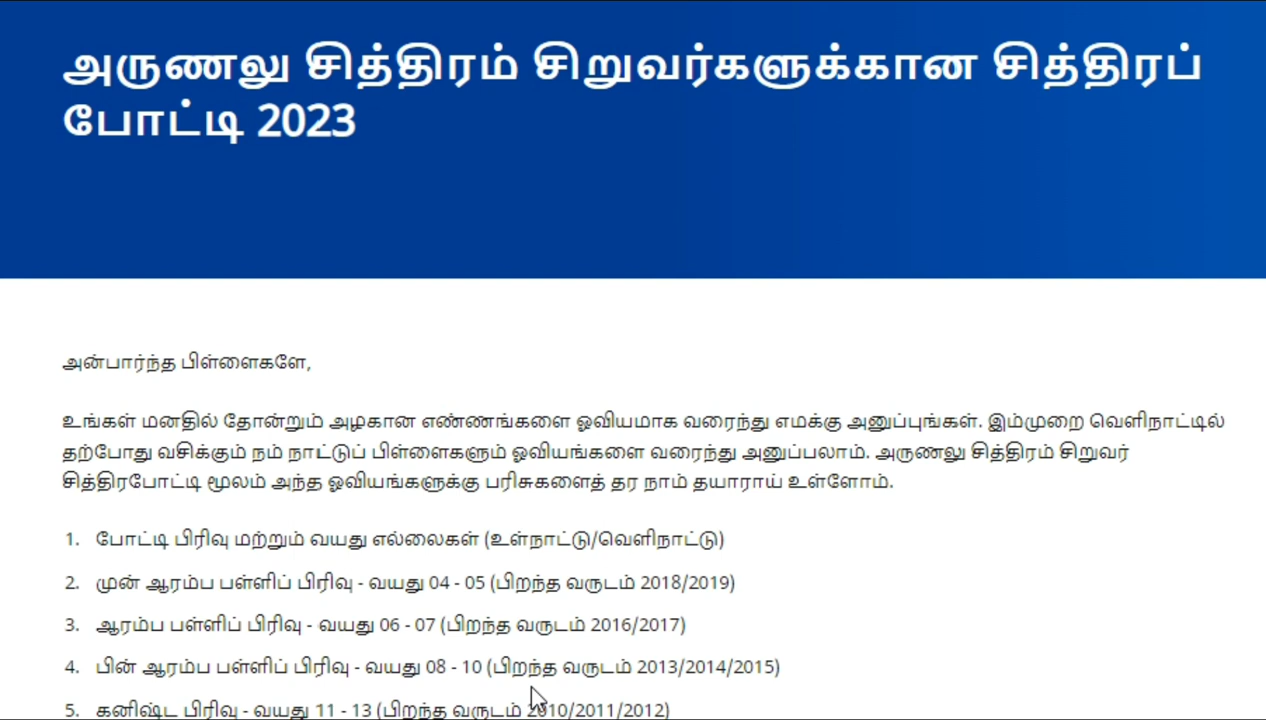 அருணலு சித்திரம் சிறுவர்களுக்கான சித்திரப்
போட்டி 2023
அன்பார்ந்த பிள்ளைகளே,
உங்கள் மனதில் தோன்றும் அழகான எண்ணங்களை ஓவியமாக வரைந்து எமக்கு அனுப்புங்கள். இம்முறை வெளிநாட்டில்
தற்போது வசிக்கும் நம் நாட்டுப் பிள்ளைகளும் ஓவியங்களை வரைந்து அனுப்பலாம். அருணலு சித்திரம் சிறுவர்
சித்திரபோட்டி மூலம் அந்த ஓவியங்களுக்கு பரிசுகளைத் தர நாம் தயாராய் உள்ளோம்.
1. போட்டி பிரிவு மற்றும் வயது எல்லைகள் (உள்நாட்டு/வெளிநாட்டு)
2. முன் ஆரம்ப பள்ளிப் பிரிவு - வயது 04 - 05 (பிறந்த வருடம் 2018/2019)
3. ஆரம்ப பள்ளிப் பிரிவு - வயது 06 - 07 (பிறந்த வருடம் 2016/2017)
4. பின் ஆரம்ப பள்ளிப் பிரிவு - வயது 08 - 10 (பிறந்த வருடம் 2013/2014/2015)
5. கனிஷ்ட பிரிவு - வயது 11 - 13 (பிறந்த வருடம் 2010/2011/2012)